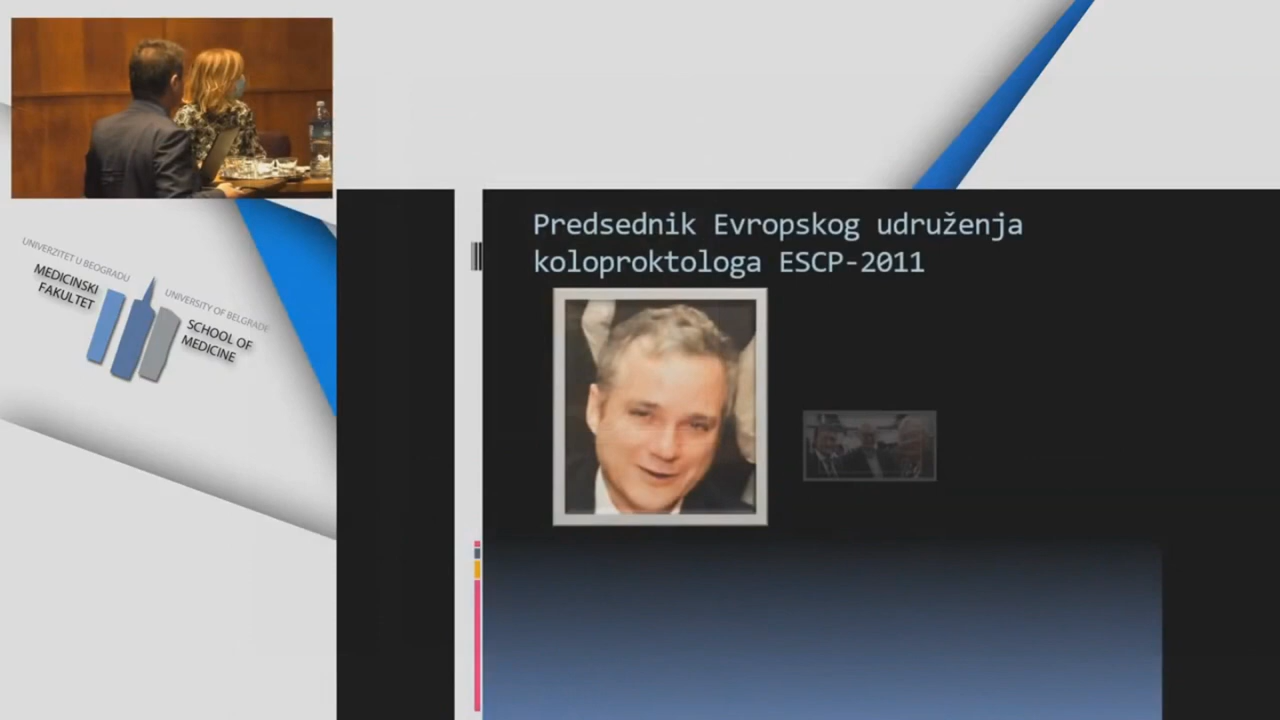 UNIVERZITET U BEOGRADU
MEDICINSKI
FAKULTET
UNIVERSITY OF BELGRADE
SCHOOL OF
MEDICINE
Predsednik Evropskog udruženja
koloproktologa ESCP-2011